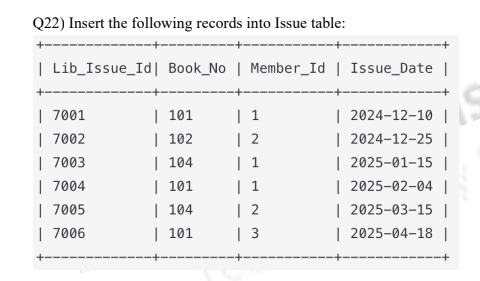 Q22) Insert the following records into Issue table:
+-------------+---------+-----------+------------+
| Lib_Issue_Id| Book_No | Member_Id | Issue_Date |
+-------------+---------+-----------+------------+
| 7001 | 101 | 1 | 2024-12-10 |
| 7002 | 102 | 2 | 2024-12-25 |
| 7003 | 104 | 1 | 2025-01-15 |
| 7004 | 101 | 1 | 2025-02-04 |
| 7005 | 104 | 2 | 2025-03-15 |
| 7006 | 101 | 3 | 2025-04-18 |
+-------------+---------+-----------+------------+